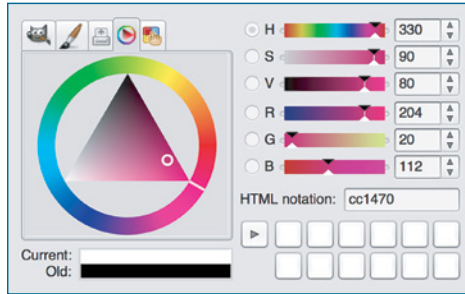 H 330
S 90
V 80
R 204
G 20
B 112
HTML notation: cc1470
Current:
Old: